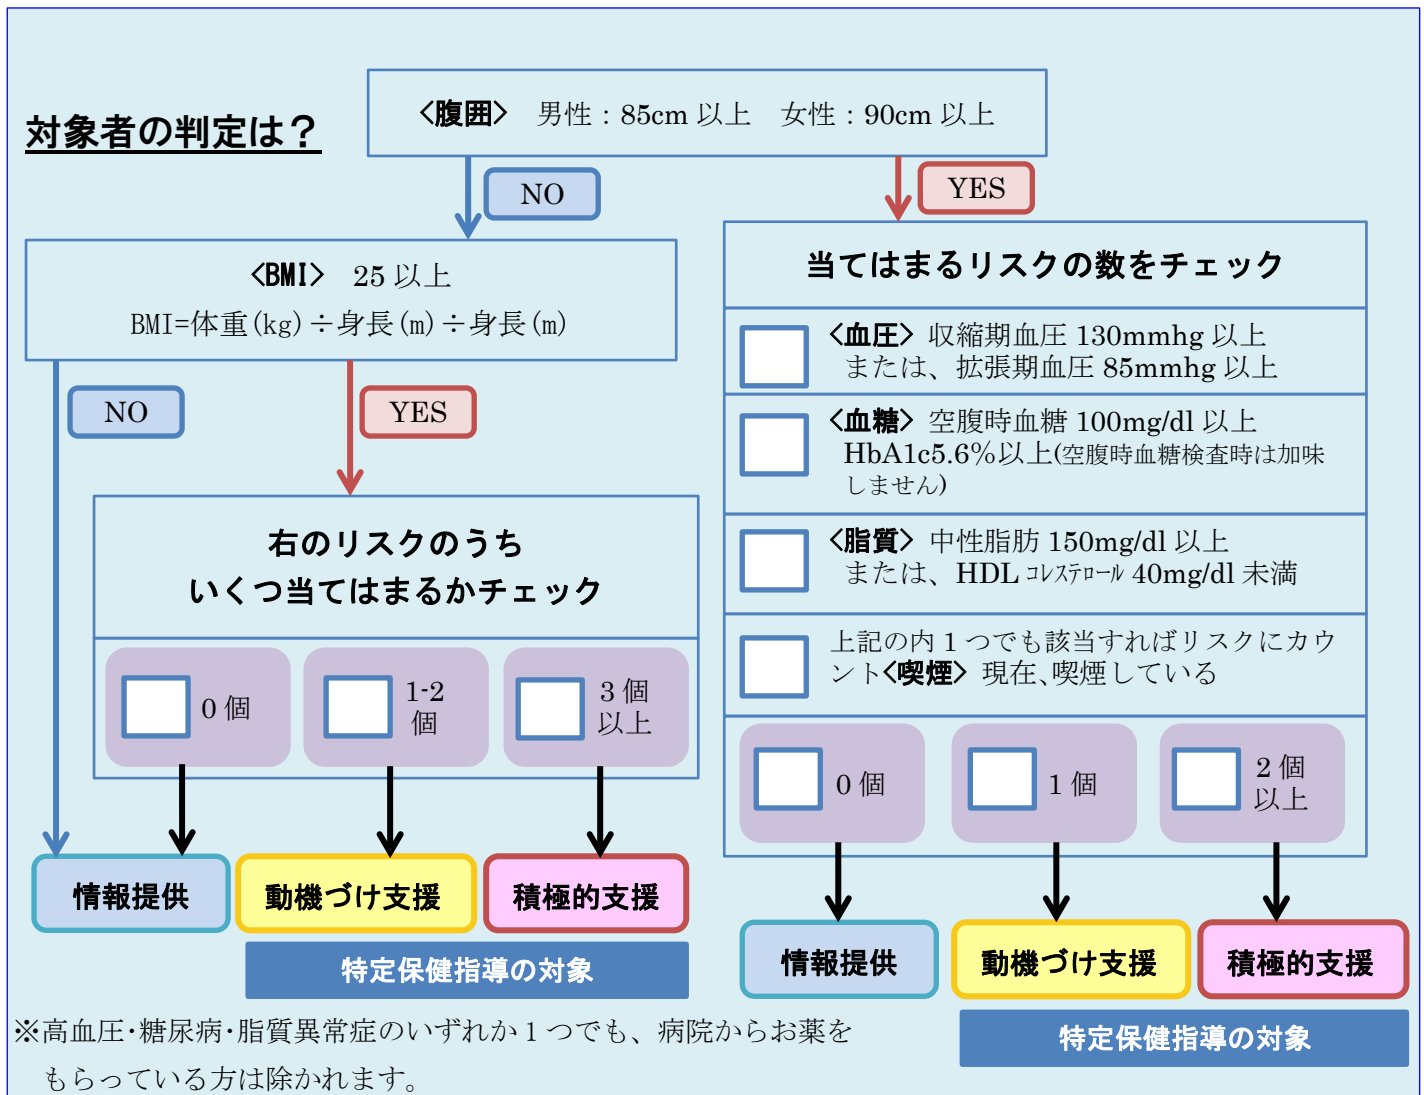 対象者の判定は？
<腹囲> 男性：85cm 以上 女性：90cm 以上
NO
YES
<BMI> 25 以上
BMI=体重(kg)÷身長(m)÷身長(m)
NO
YES
右のリスクのうち
いくつ当てはまるかチェック
0 個
1-2
個
3 個
以上
情報提供
動機づけ支援
積極的支援
特定保健指導の対象
当てはまるリスクの数をチェック
<血圧> 収縮期血圧 130mmhg 以上
または、拡張期血圧 85mmhg 以上
<血糖> 空腹時血糖 100mg/dl 以上
HbA1c5.6%以上(空腹時血糖検査時は加味
しません)
<脂質> 中性脂肪 150mg/dl 以上
または、HDL ｺﾚｽﾃﾛｰﾙ 40mg/dl 未満
上記の内 1 つでも該当すればリスクにカウ
ント<喫煙> 現在、喫煙している
0 個
1 個
2 個
以上
情報提供
動機づけ支援
積極的支援
特定保健指導の対象
※高血圧･糖尿病･脂質異常症のいずれか 1 つでも、病院からお薬を
もらっている方は除かれます。